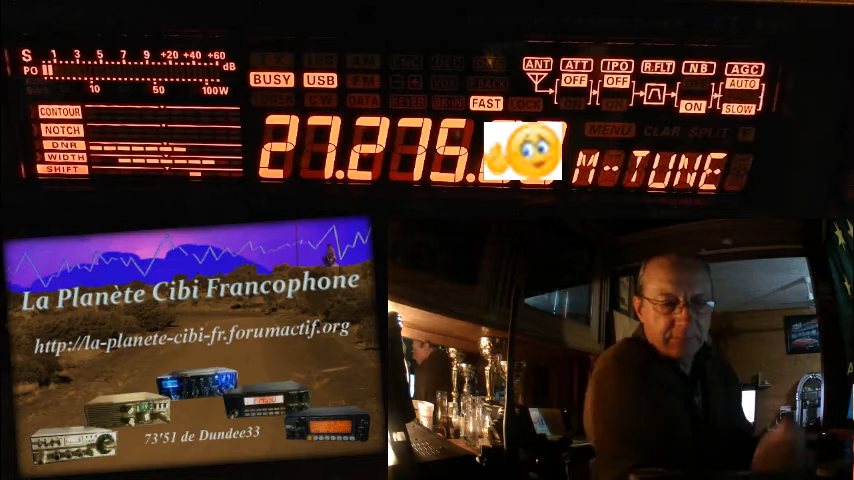 S 1 3 5 7 9 +20 +40 +60 dB
PO 10 50 100W
BUSY USB
FAST
ANT ATT IPO R.FLT NB AGC
OFF OFF AUTO
ON SLOW
CONTOUR
NOTCH
DNR
WIDTH
SHIFT
27.275.
MENU CLAR SPLIT
M-TUNE
La Planète Cibi Francophone
http://la-planete-cibi-fr.forumactif.org
73'51 de Dundee33